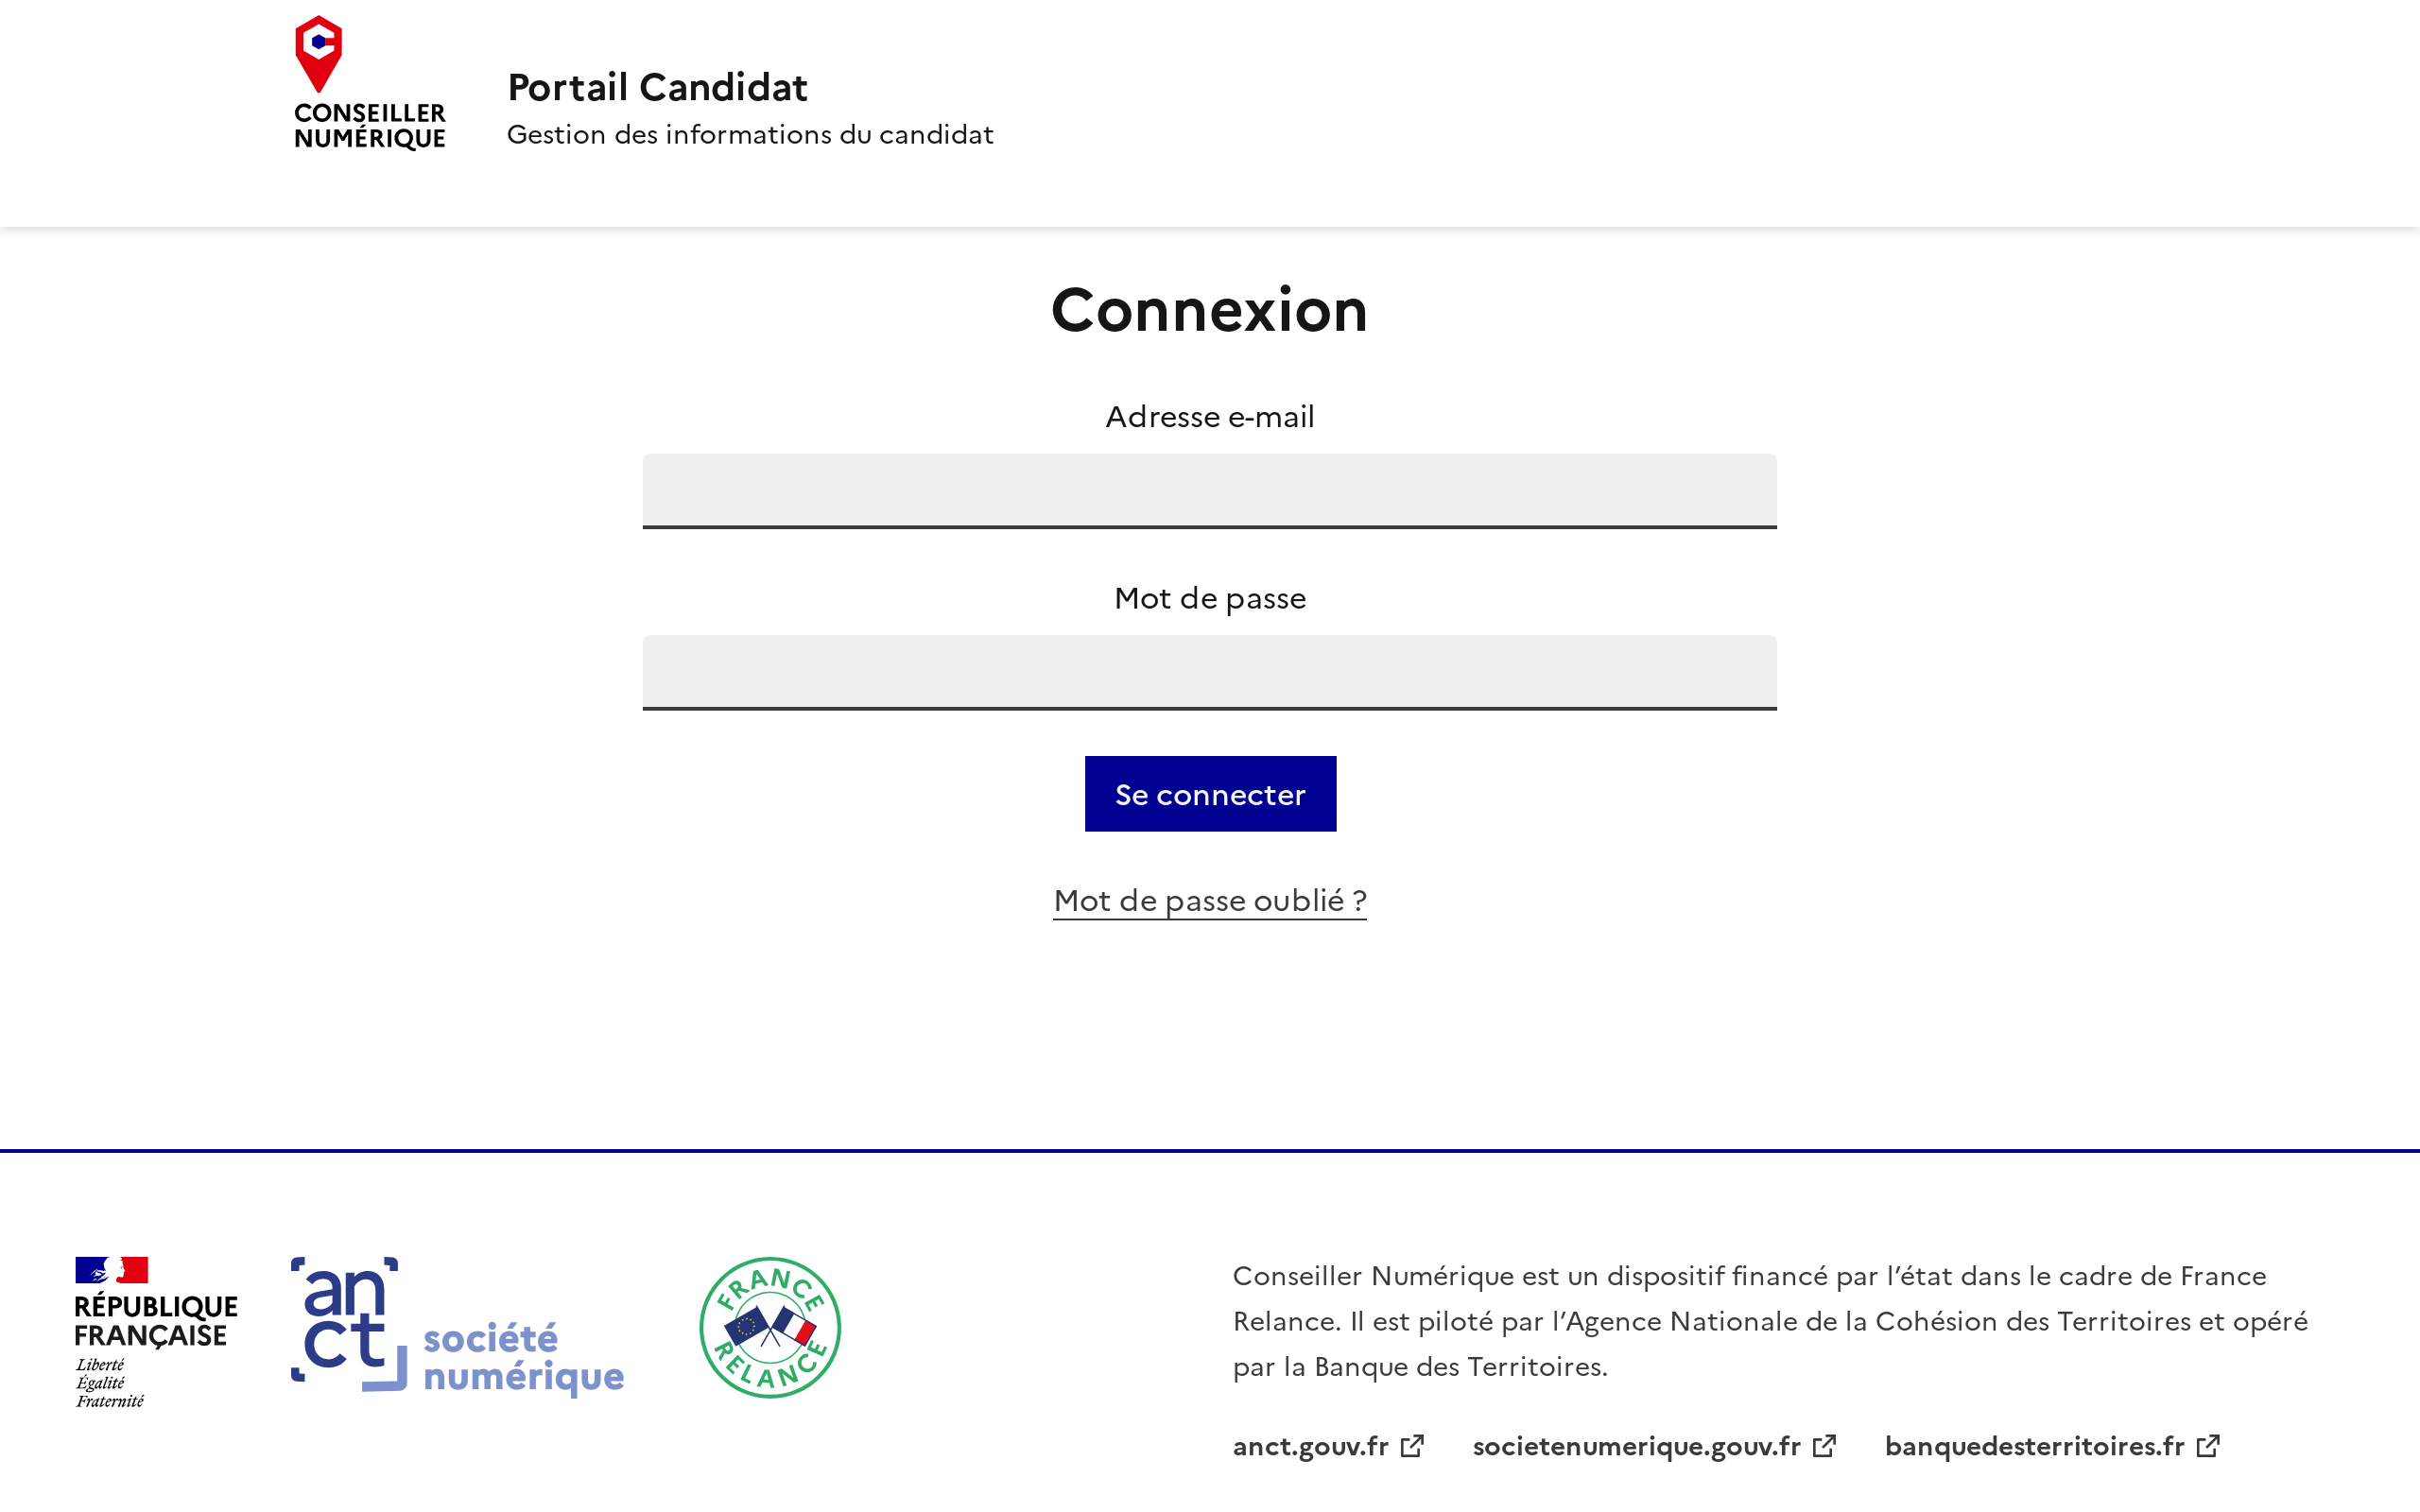 CONSEILLER
NUMÉRIQUE
Portail Candidat
Gestion des informations du candidat
Connexion
Adresse e-mail
Mot de passe
Se connecter
Mot de passe oublié ?
RÉPUBLIQUE
FRANÇAISE
Liberté
Égalité
Fraternité
an
ct
société
numérique
FRANCE
RELANCE
Conseiller Numérique est un dispositif financé par l’état dans le cadre de France
Relance. Il est piloté par l’Agence Nationale de la Cohésion des Territoires et opéré
par la Banque des Territoires.
anct.gouv.fr societenumerique.gouv.fr banquedesterritoires.fr